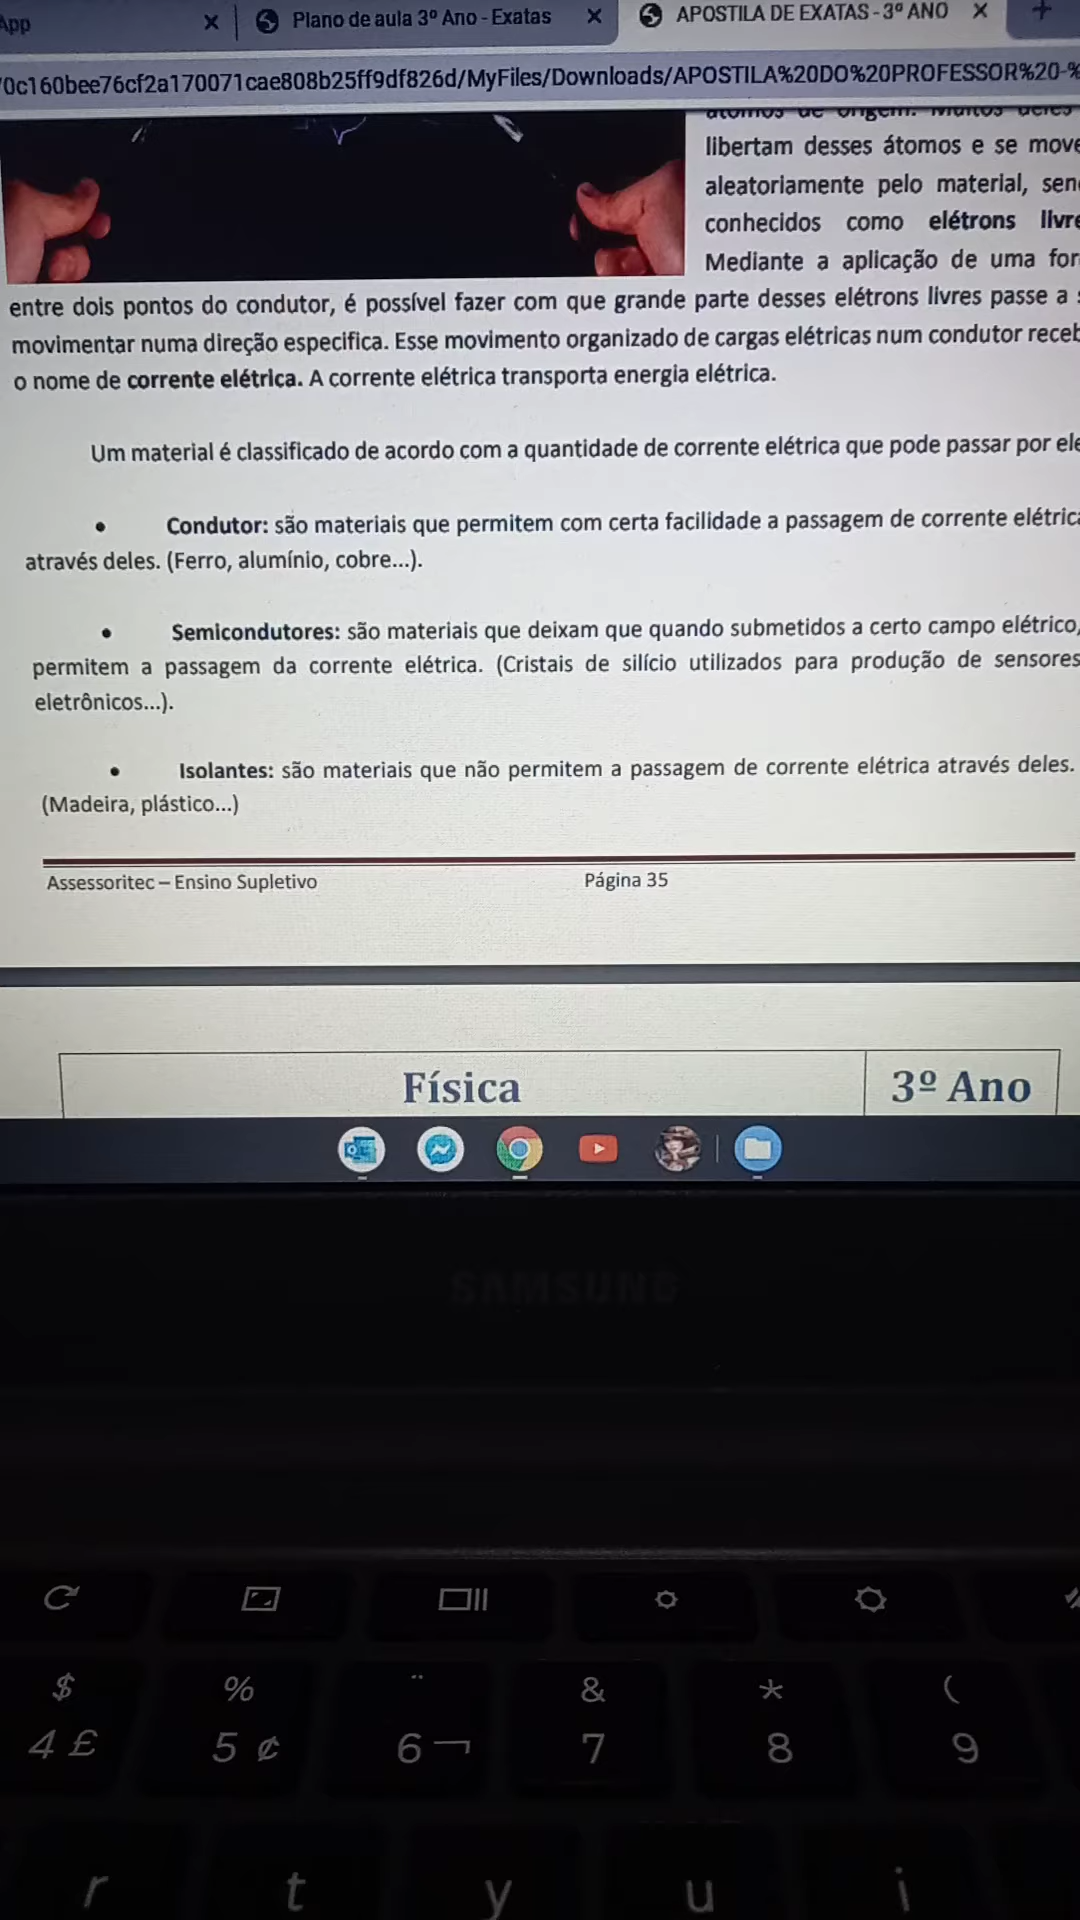 App
Plano de aula 3º Ano - Exatas
APOSTILA DE EXATAS - 3º ANO
0c160bee76cf2a170071cae808b25ff9df826d/MyFiles/Downloads/APOSTILA%20DO%20PROFESSOR%20-%
átomos de origem. Muitos deles
libertam desses átomos e se move
aleatoriamente pelo material, sen
conhecidos como elétrons livre
Mediante a aplicação de uma for
entre dois pontos do condutor, é possível fazer com que grande parte desses elétrons livres passe a s
movimentar numa direção especifica. Esse movimento organizado de cargas elétricas num condutor receb
o nome de corrente elétrica. A corrente elétrica transporta energia elétrica.
Um material é classificado de acordo com a quantidade de corrente elétrica que pode passar por ele
• Condutor: são materiais que permitem com certa facilidade a passagem de corrente elétrica
através deles. (Ferro, alumínio, cobre...).
• Semicondutores: são materiais que deixam que quando submetidos a certo campo elétrico,
permitem a passagem da corrente elétrica. (Cristais de silício utilizados para produção de sensores
eletrônicos...).
• Isolantes: são materiais que não permitem a passagem de corrente elétrica através deles.
(Madeira, plástico...)
Assessoritec – Ensino Supletivo Página 35
Física 3º Ano
SAMSUNG
$ % ¨ & * (
4 £ 5 ¢ 6 ¬ 7 8 9
r t y u i